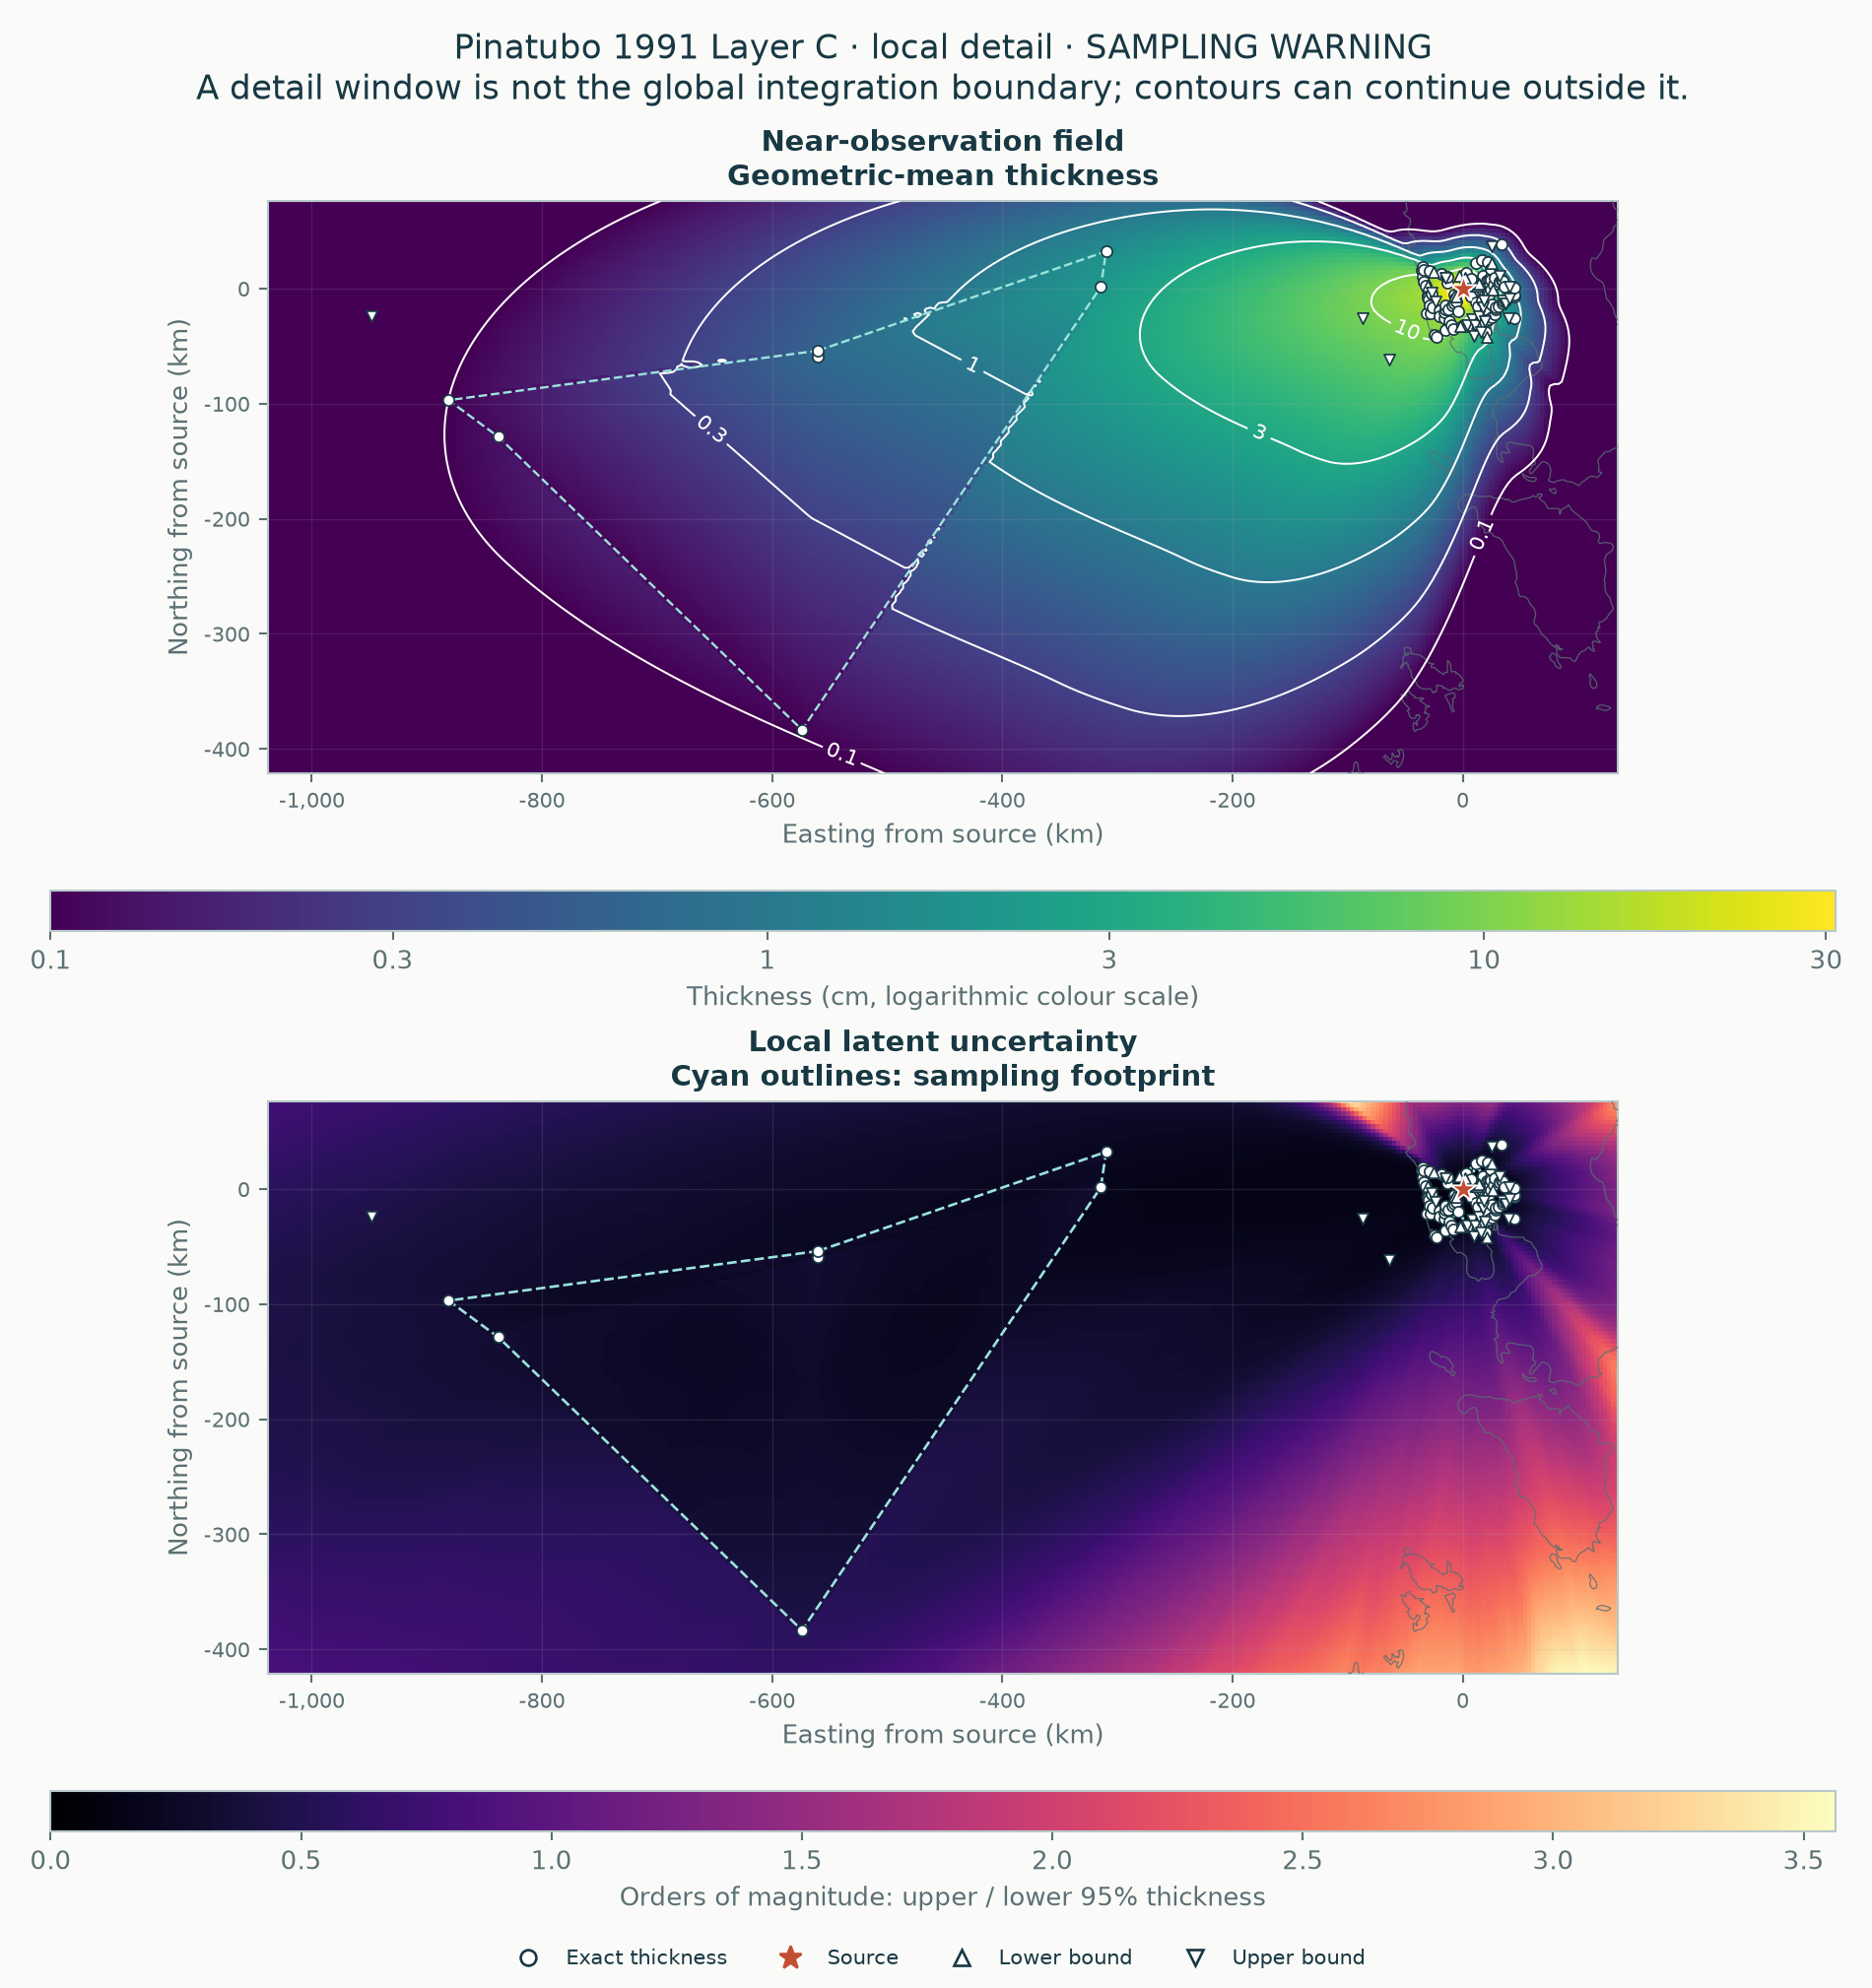 Pinatubo 1991 Layer C · local detail · SAMPLING WARNING
A detail window is not the global integration boundary; contours can continue outside it.
Near-observation field
Geometric-mean thickness
0
-100
-200
-300
-400
Northing from source (km)
10
1
3
0.3
0.1
0.1
-1,000 -800 -600 -400 -200 0
Easting from source (km)
0.1 0.3 1 3 10 30
Thickness (cm, logarithmic colour scale)
Local latent uncertainty
Cyan outlines: sampling footprint
0
-100
-200
-300
-400
Northing from source (km)
-1,000 -800 -600 -400 -200 0
Easting from source (km)
0.0 0.5 1.0 1.5 2.0 2.5 3.0 3.5
Orders of magnitude: upper / lower 95% thickness
Exact thickness Source Lower bound Upper bound